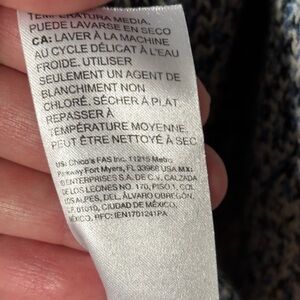 TEMPERATURA MEDIA.
PUEDE LAVARSE EN SECO
CA: LAVER À LA MACHINE
AU CYCLE DÉLICAT À L'EAU
FROIDE. UTILISER
SEULEMENT UN AGENT DE
BLANCHIMENT NON
CHLORÉ. SÉCHER À PLAT.
REPASSER À
TEMPÉRATURE MOYENNE.
PEUT ÊTRE NETTOYÉ À SEC
US: Chico's FAS Inc. 11215 Metro
Parkway Fort Myers, FL 33966 USA MX:
ENTERPRISES S.A. DE C.V. CALZADA
DE LOS LEONES NO. 170, PISO 1, COL
LOS ALPES, DEL. ÁLVARO OBREGÓN,
C.P. 01010, CIUDAD DE MÉXICO,
MÉXICO, RFC: IEN1701241PA